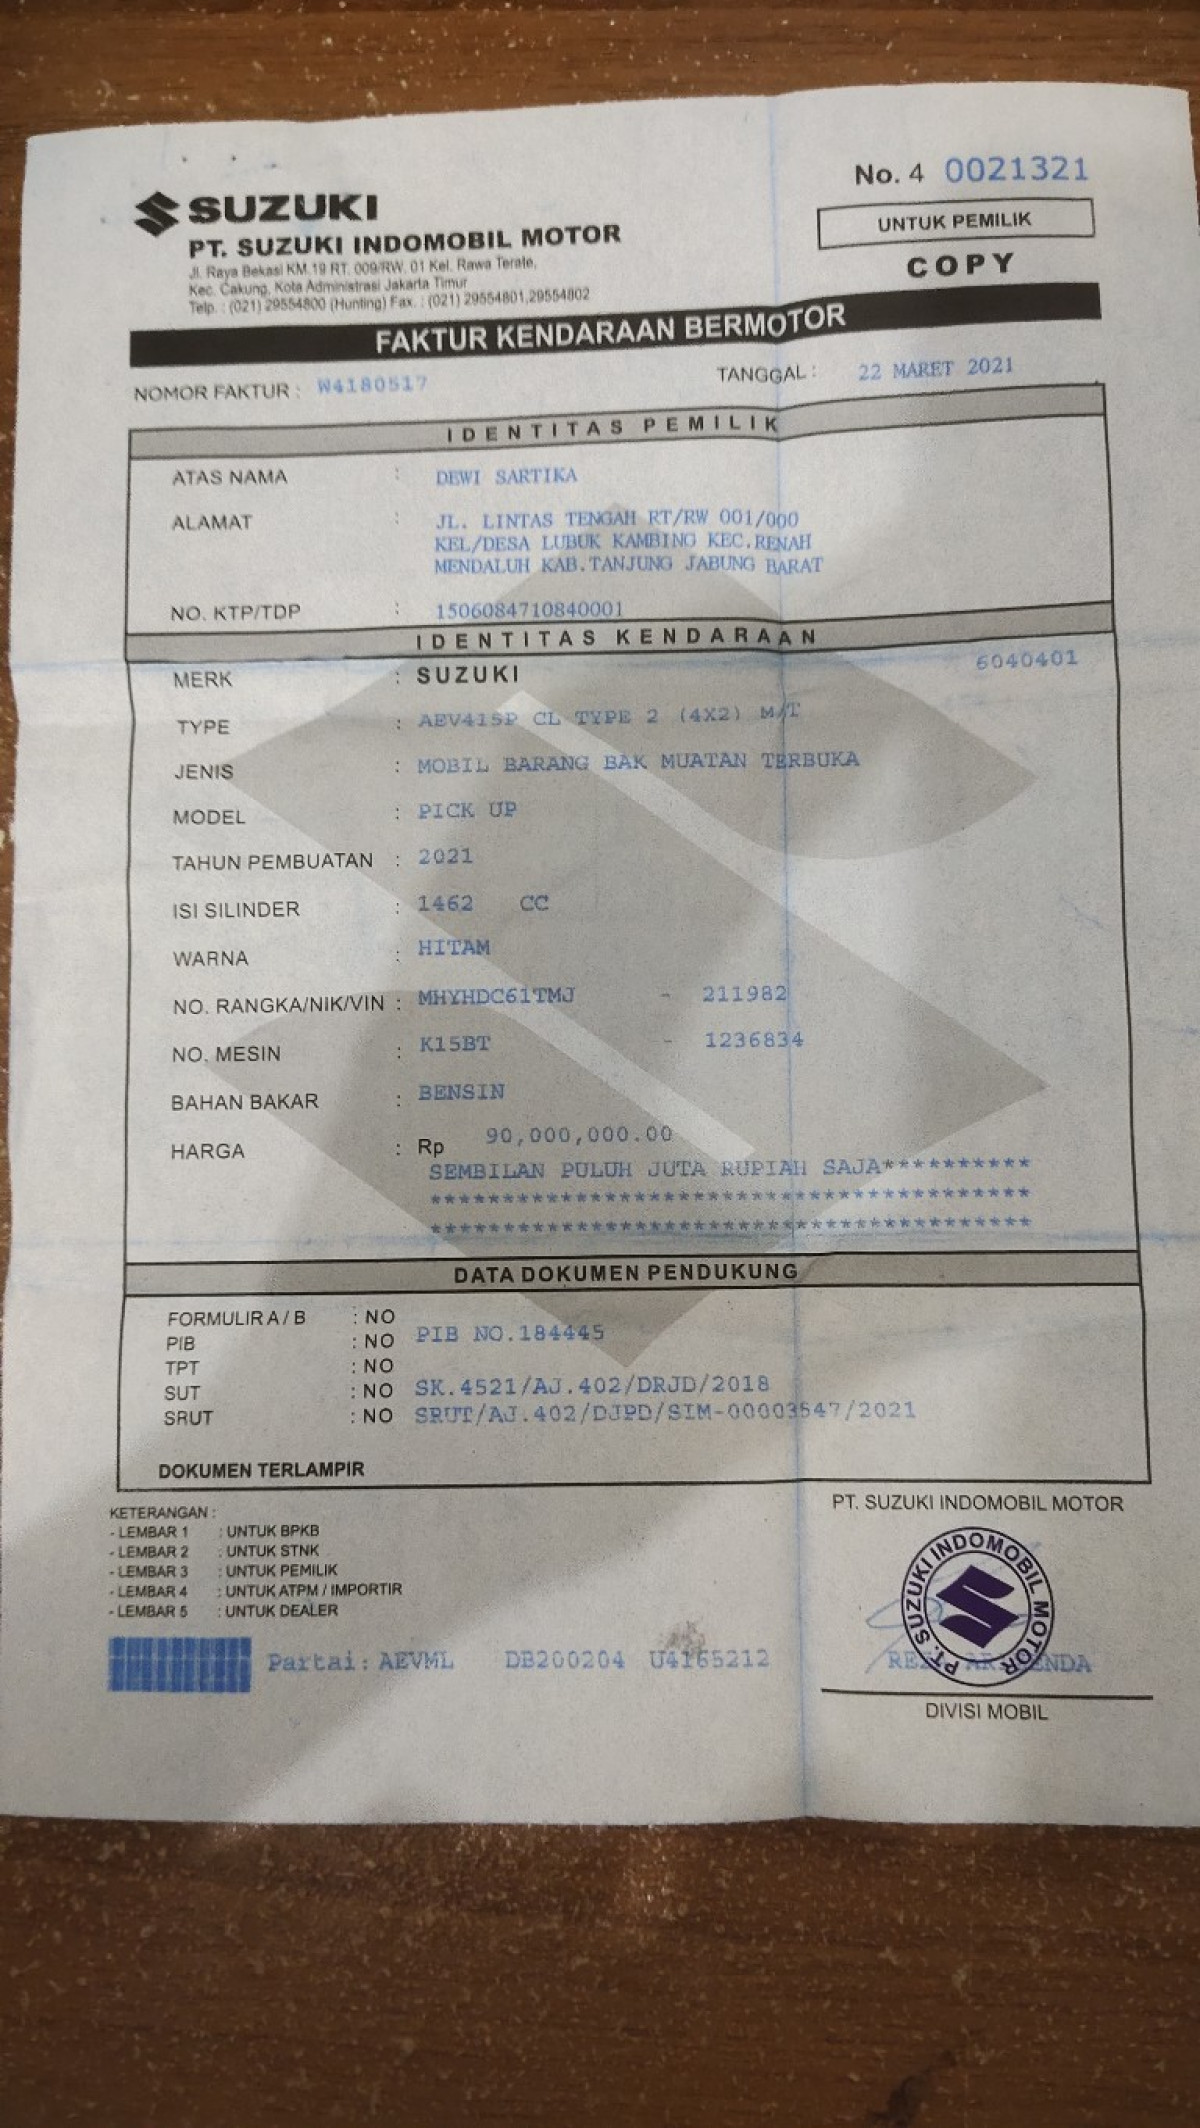 No. 4 0021321
SUZUKI
UNTUK PEMILIK
PT. SUZUKI INDOMOBIL MOTOR
COPY
Jl. Raya Bekasi KM.19 RT. 009/RW. 01 Kel. Rawa Terate,
Kec. Cakung, Kota Administrasi Jakarta Timur
Telp. : (021) 29554800 (Hunting) Fax. : (021) 29554801,29554802
FAKTUR KENDARAAN BERMOTOR
NOMOR FAKTUR : W4180517 TANGGAL : 22 MARET 2021
IDENTITAS PEMILIK
ATAS NAMA : DEWI SARTIKA
ALAMAT : JL. LINTAS TENGAH RT/RW 001/000
KEL/DESA LUBUK KAMBING KEC.RENAH
MENDALUH KAB.TANJUNG JABUNG BARAT
NO. KTP/TDP : 1506084710840001
IDENTITAS KENDARAAN
6040401
MERK : SUZUKI
TYPE : AEV415P CL TYPE 2 (4X2) M/T
JENIS : MOBIL BARANG BAK MUATAN TERBUKA
MODEL : PICK UP
TAHUN PEMBUATAN : 2021
ISI SILINDER : 1462 CC
WARNA : HITAM
NO. RANGKA/NIK/VIN : MHYHDC61TMJ - 211982
NO. MESIN : K15BT - 1236834
BAHAN BAKAR : BENSIN
HARGA : Rp 90,000,000.00
SEMBILAN PULUH JUTA RUPIAH SAJA**********
*****************************************
*****************************************
DATA DOKUMEN PENDUKUNG
FORMULIR A / B : NO
PIB : NO PIB NO.184445
TPT : NO
SUT : NO SK.4521/AJ.402/DRJD/2018
SRUT : NO SRUT/AJ.402/DJPD/SIM-00003547/2021
DOKUMEN TERLAMPIR
PT. SUZUKI INDOMOBIL MOTOR
KETERANGAN :
- LEMBAR 1 : UNTUK BPKB
- LEMBAR 2 : UNTUK STNK
- LEMBAR 3 : UNTUK PEMILIK
- LEMBAR 4 : UNTUK ATPM / IMPORTIR
- LEMBAR 5 : UNTUK DEALER
PT. SUZUKI INDOMOBIL MOTOR
Partai: AEVML DB200204 U4165212
DIVISI MOBIL